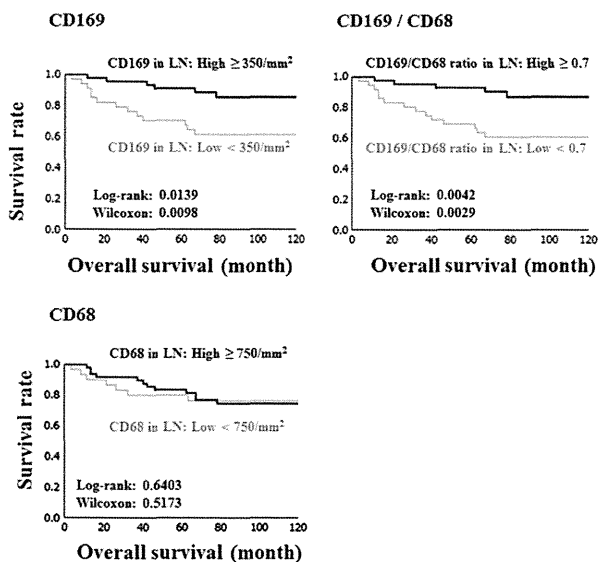 CD169
CD169 in LN: High ≥ 350/mm²
1.0
0.8
0.6
0.4
0.2
0.0
CD169 in LN: Low < 350/mm²
Log-rank: 0.0139
Wilcoxon: 0.0098
0 20 40 60 80 100 120
Survival rate
Overall survival (month)
CD169 / CD68
CD169/CD68 ratio in LN: High ≥ 0.7
1.0
0.8
0.6
0.4
0.2
0.0
CD169/CD68 ratio in LN: Low < 0.7
Log-rank: 0.0042
Wilcoxon: 0.0029
0 20 40 60 80 100 120
Overall survival (month)
CD68
CD68 in LN: High ≥ 750/mm²
1.0
0.8
0.6
0.4
0.2
0.0
CD68 in LN: Low < 750/mm²
Log-rank: 0.6403
Wilcoxon: 0.5173
0 20 40 60 80 100 120
Survival rate
Overall survival (month)